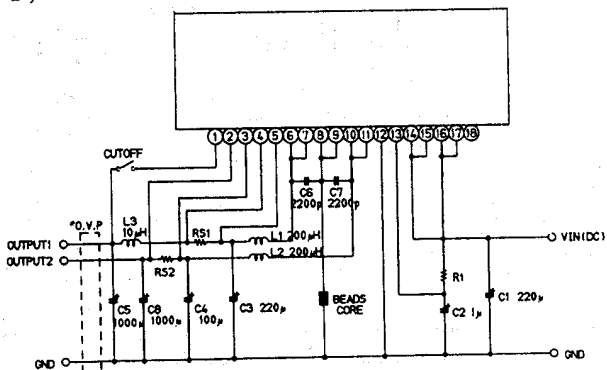 1 2 3 4 5 6 7 8 9 10 11 12 13 14 15 16 17 18
CUTOFF
C6
2200p
C7
2200p
*O.V.P
L3
10μH
RS1
L1 200μH
OUTPUT1
VIN(DC)
OUTPUT2
RS2
L2 200μH
R1
C5
1000μ
C8
1000μ
C4
100μ
C3 220μ
BEADS
CORE
C2 1μ
C1 220μ
GND
GND